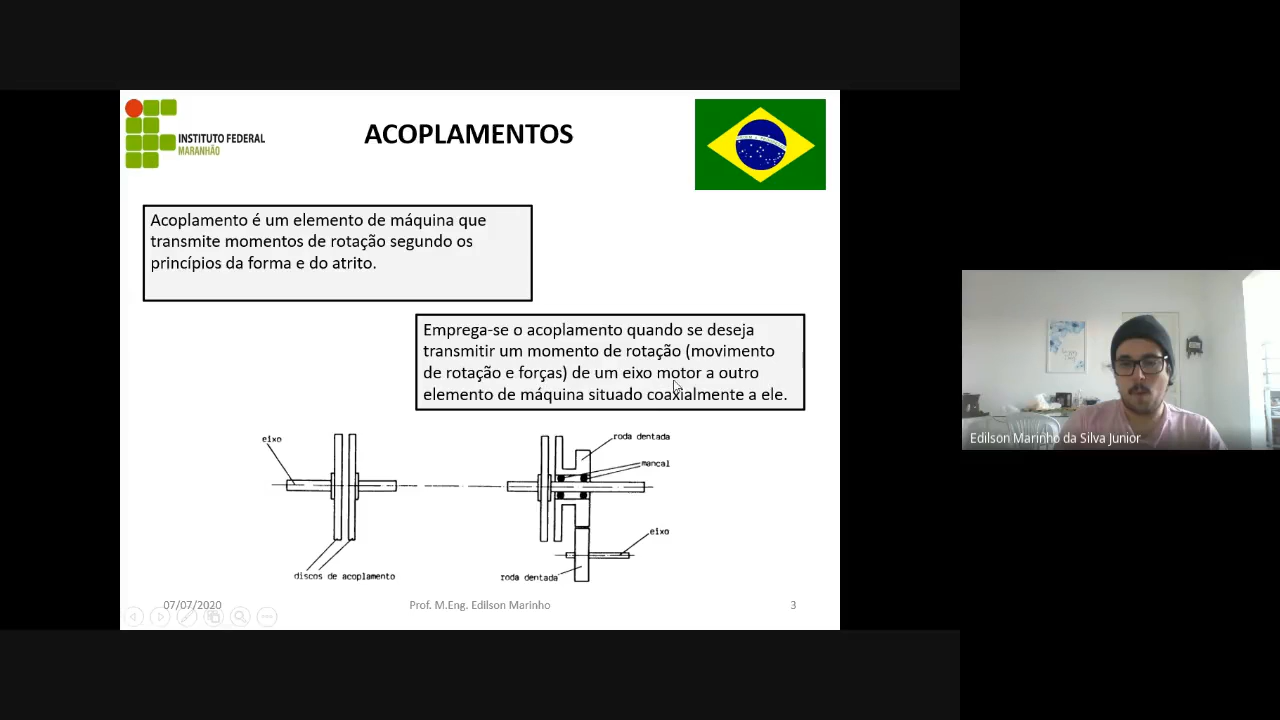 INSTITUTO FEDERAL
MARANHÃO
ACOPLAMENTOS
Acoplamento é um elemento de máquina que
transmite momentos de rotação segundo os
princípios da forma e do atrito.
Emprega-se o acoplamento quando se deseja
transmitir um momento de rotação (movimento
de rotação e forças) de um eixo motor a outro
elemento de máquina situado coaxialmente a ele.
eixo
discos de acoplamento
roda dentada
mancal
eixo
roda dentada
07/07/2020
Prof. M.Eng. Edilson Marinho
3
Edilson Marinho da Silva Junior